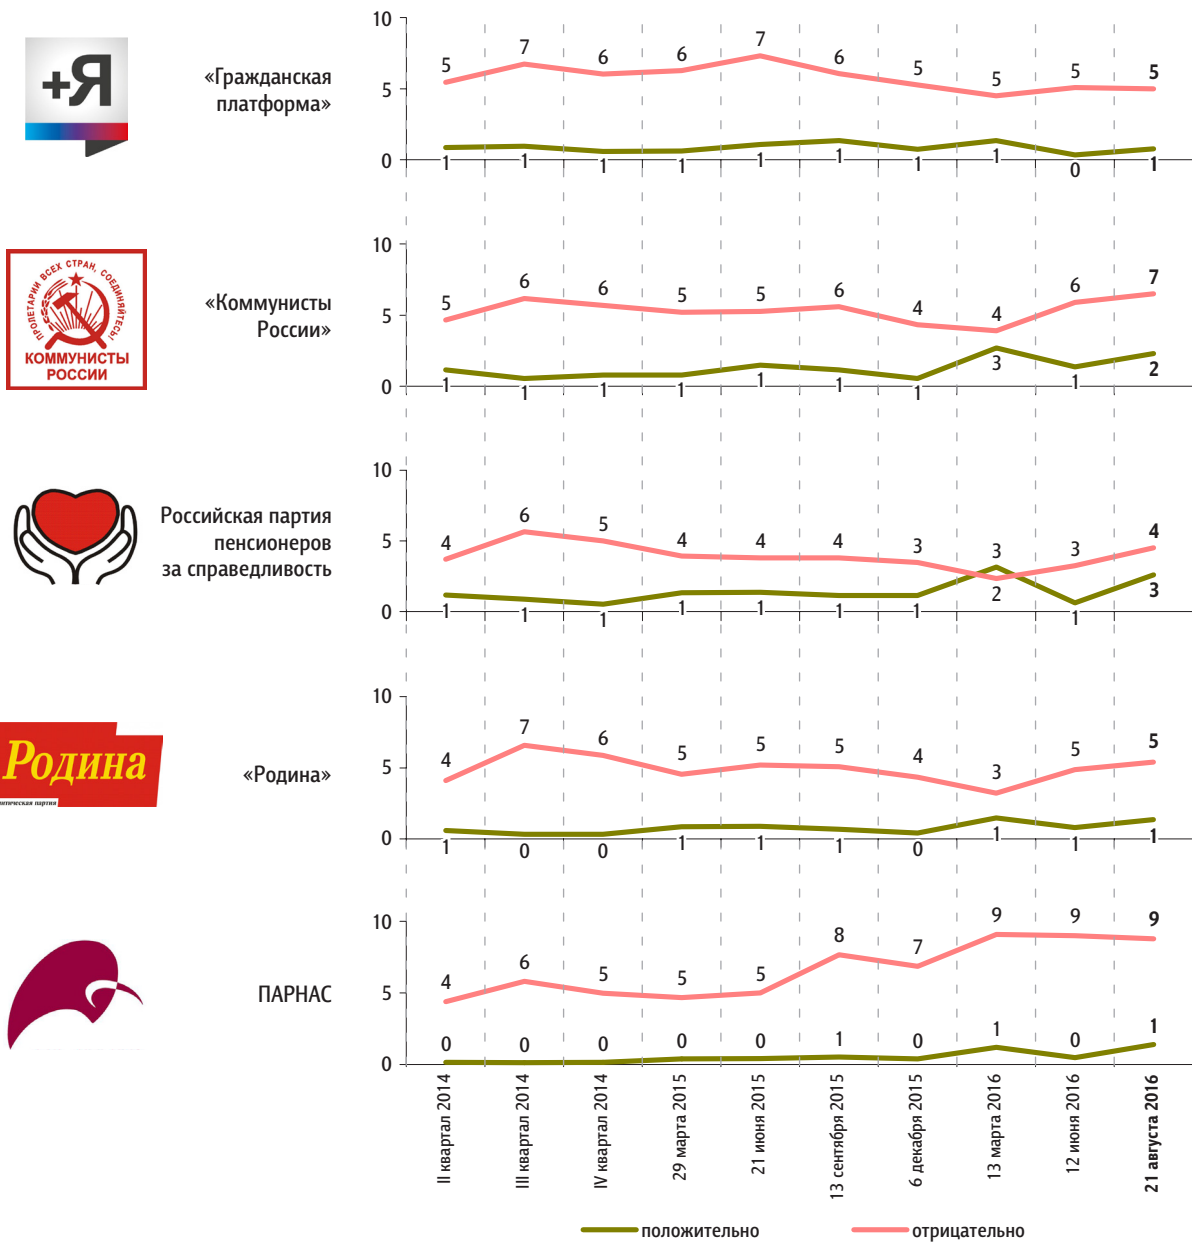 +Я
«Гражданская
платформа»
10
5
0
5 7 6 6 7 6 5 5 5 5
1 1 1 1 1 1 1 1 0 1
ПРОЛЕТАРИИ ВСЕХ СТРАН, СОЕДИНЯЙТЕСЬ!
КОММУНИСТЫ
РОССИИ
«Коммунисты
России»
10
5
0
5 6 6 5 5 6 4 4 6 7
1 1 1 1 1 1 1 3 1 2
Российская партия
пенсионеров
за справедливость
10
5
0
4 6 5 4 4 4 3 3 3 4
1 1 1 1 1 1 1 2 1 3
Родина
партия
«Родина»
10
5
0
4 7 6 5 5 5 4 3 5 5
1 0 0 1 1 1 0 1 1 1
ПАРНАС
10
5
0
4 6 5 5 5 8 7 9 9 9
0 0 0 0 0 1 0 1 0 1
II квартал 2014
III квартал 2014
IV квартал 2014
29 марта 2015
21 июня 2015
13 сентября 2015
6 декабря 2015
13 марта 2016
12 июня 2016
21 августа 2016
положительно
отрицательно